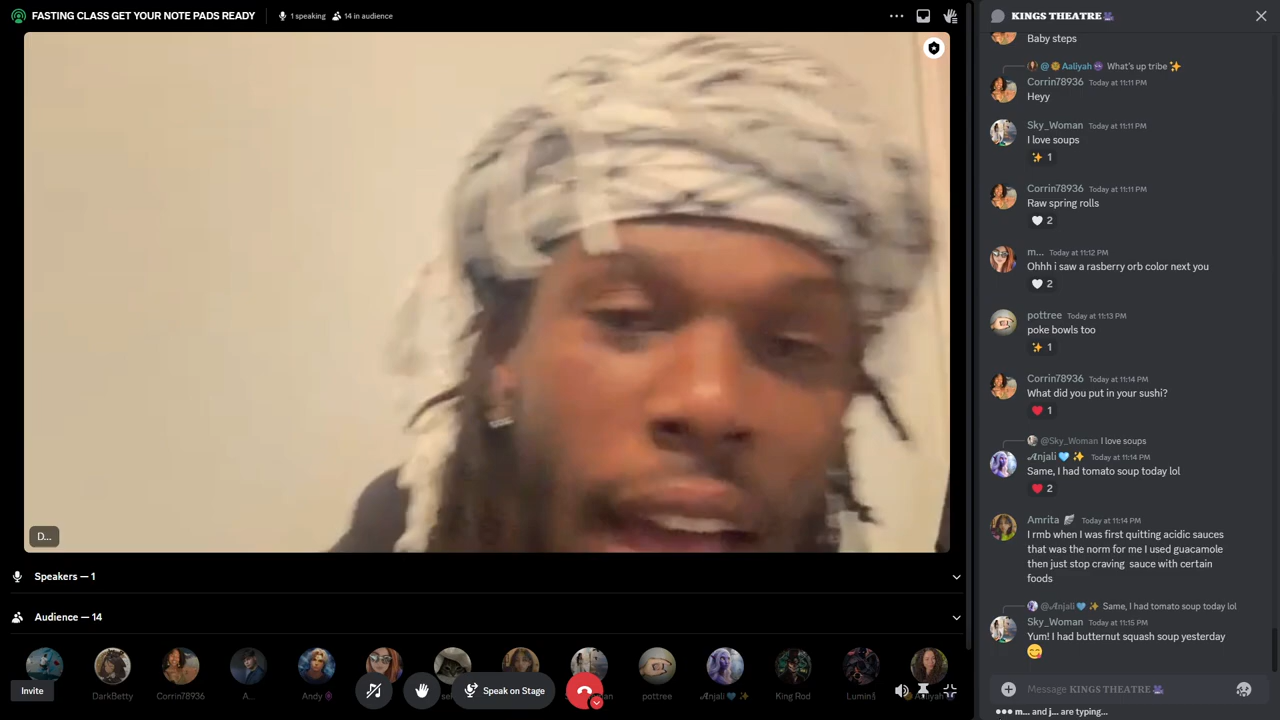 FASTING CLASS GET YOUR NOTE PADS READY
1 speaking
14 in audience
D...
Speakers — 1
Audience — 14
DarkBetty
Corrin78936
A...
Andy
pottree
Anjali
King Rod
Invite
Speak on Stage
KINGS THEATRE
Baby steps
@ Aaliyah What's up tribe
Corrin78936 Today at 11:11 PM
Heyy
Sky_Woman Today at 11:11 PM
I love soups
1
Corrin78936 Today at 11:11 PM
Raw spring rolls
2
m... Today at 11:12 PM
Ohhh i saw a rasberry orb color next you
2
pottree Today at 11:13 PM
poke bowls too
1
Corrin78936 Today at 11:14 PM
What did you put in your sushi?
1
@Sky_Woman I love soups
Anjali Today at 11:14 PM
Same, I had tomato soup today lol
2
Amrita Today at 11:14 PM
I rmb when I was first quitting acidic sauces
that was the norm for me I used guacamole
then just stop craving sauce with certain
foods
@Anjali Same, I had tomato soup today lol
Sky_Woman Today at 11:15 PM
Yum! I had butternut squash soup yesterday
Message KINGS THEATRE
m... and j... are typing...